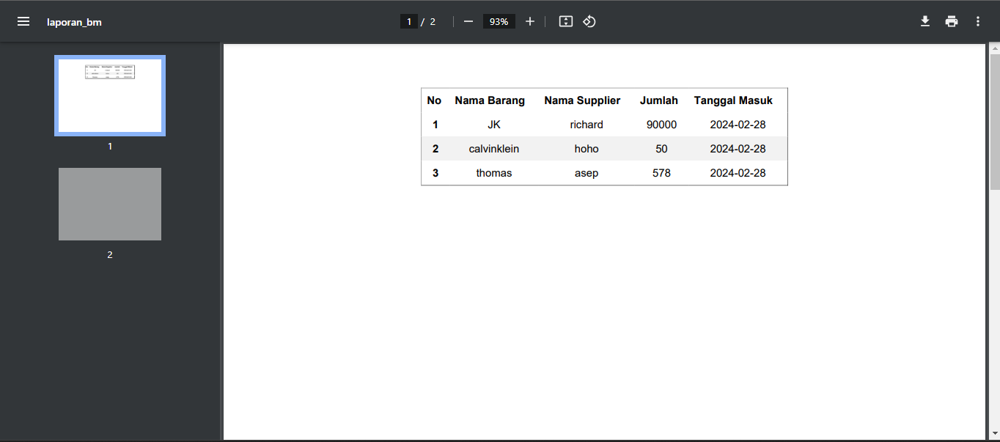 laporan_bm
1 / 2
93%
1
2
No Nama Barang Nama Supplier Jumlah Tanggal Masuk
1 JK richard 90000 2024-02-28
2 calvinklein hoho 50 2024-02-28
3 thomas asep 578 2024-02-28